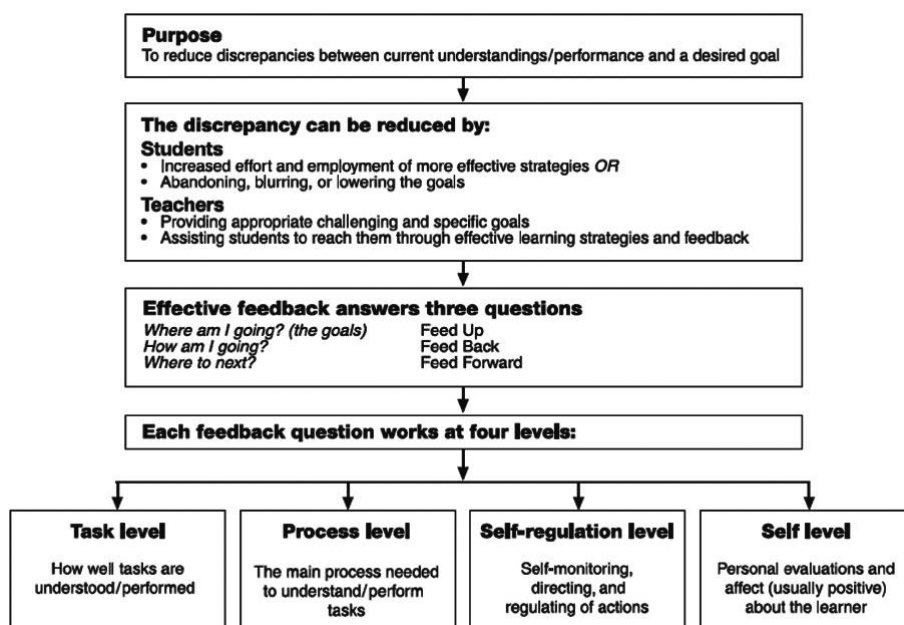 Purpose
To reduce discrepancies between current understandings/performance and a desired goal
The discrepancy can be reduced by:
Students
• Increased effort and employment of more effective strategies OR
• Abandoning, blurring, or lowering the goals
Teachers
• Providing appropriate challenging and specific goals
• Assisting students to reach them through effective learning strategies and feedback
Effective feedback answers three questions
Where am I going? (the goals) Feed Up
How am I going? Feed Back
Where to next? Feed Forward
Each feedback question works at four levels:
Task level
How well tasks are
understood/performed
Process level
The main process needed
to understand/perform
tasks
Self-regulation level
Self-monitoring,
directing, and
regulating of actions
Self level
Personal evaluations and
affect (usually positive)
about the learner